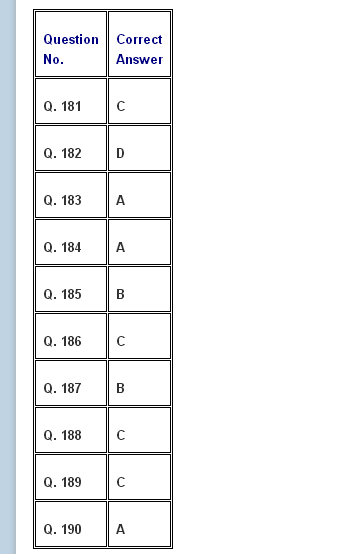 Question Correct
No. Answer
Q. 181 C
Q. 182 D
Q. 183 A
Q. 184 A
Q. 185 B
Q. 186 C
Q. 187 B
Q. 188 C
Q. 189 C
Q. 190 A